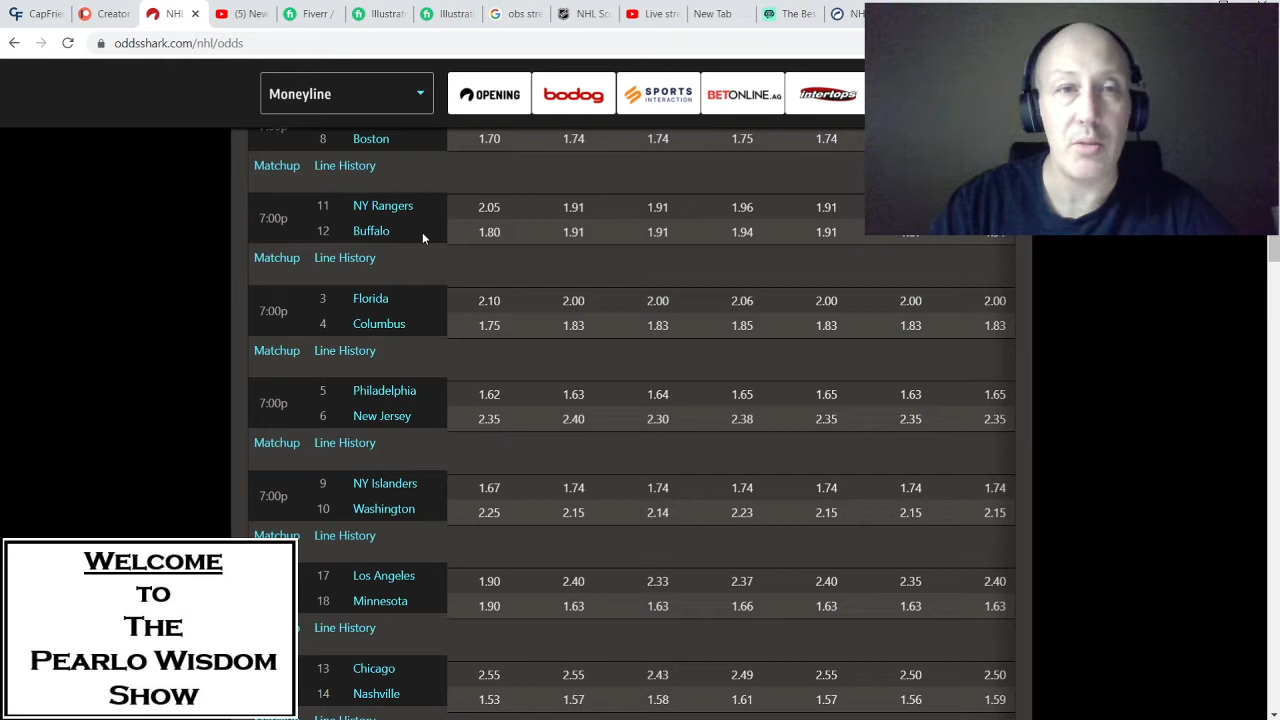 CapFrie
Creator
NHL
(5) New
Fiverr /
Illustrate
Illustrati
obs stre
NHL Sco
Live stre
New Tab
The Bes
NH
oddsshark.com/nhl/odds
Moneyline OPENING bodog SPORTS INTERACTION BETONLINE.AG intertops
8 Boston 1.70 1.74 1.74 1.75 1.74
Matchup Line History
7:00p
11 NY Rangers 2.05 1.91 1.91 1.96 1.91
12 Buffalo 1.80 1.91 1.91 1.94 1.91
Matchup Line History
7:00p
3 Florida 2.10 2.00 2.00 2.06 2.00 2.00 2.00
4 Columbus 1.75 1.83 1.83 1.85 1.83 1.83 1.83
Matchup Line History
7:00p
5 Philadelphia 1.62 1.63 1.64 1.65 1.65 1.63 1.65
6 New Jersey 2.35 2.40 2.30 2.38 2.35 2.35 2.35
Matchup Line History
7:00p
9 NY Islanders 1.67 1.74 1.74 1.74 1.74 1.74 1.74
10 Washington 2.25 2.15 2.14 2.23 2.15 2.15 2.15
Matchup Line History
17 Los Angeles 1.90 2.40 2.33 2.37 2.40 2.35 2.40
18 Minnesota 1.90 1.63 1.63 1.66 1.63 1.63 1.63
Line History
13 Chicago 2.55 2.55 2.43 2.49 2.55 2.50 2.50
14 Nashville 1.53 1.57 1.58 1.61 1.57 1.56 1.59
WELCOME
TO
THE
PEARLO WISDOM
SHOW